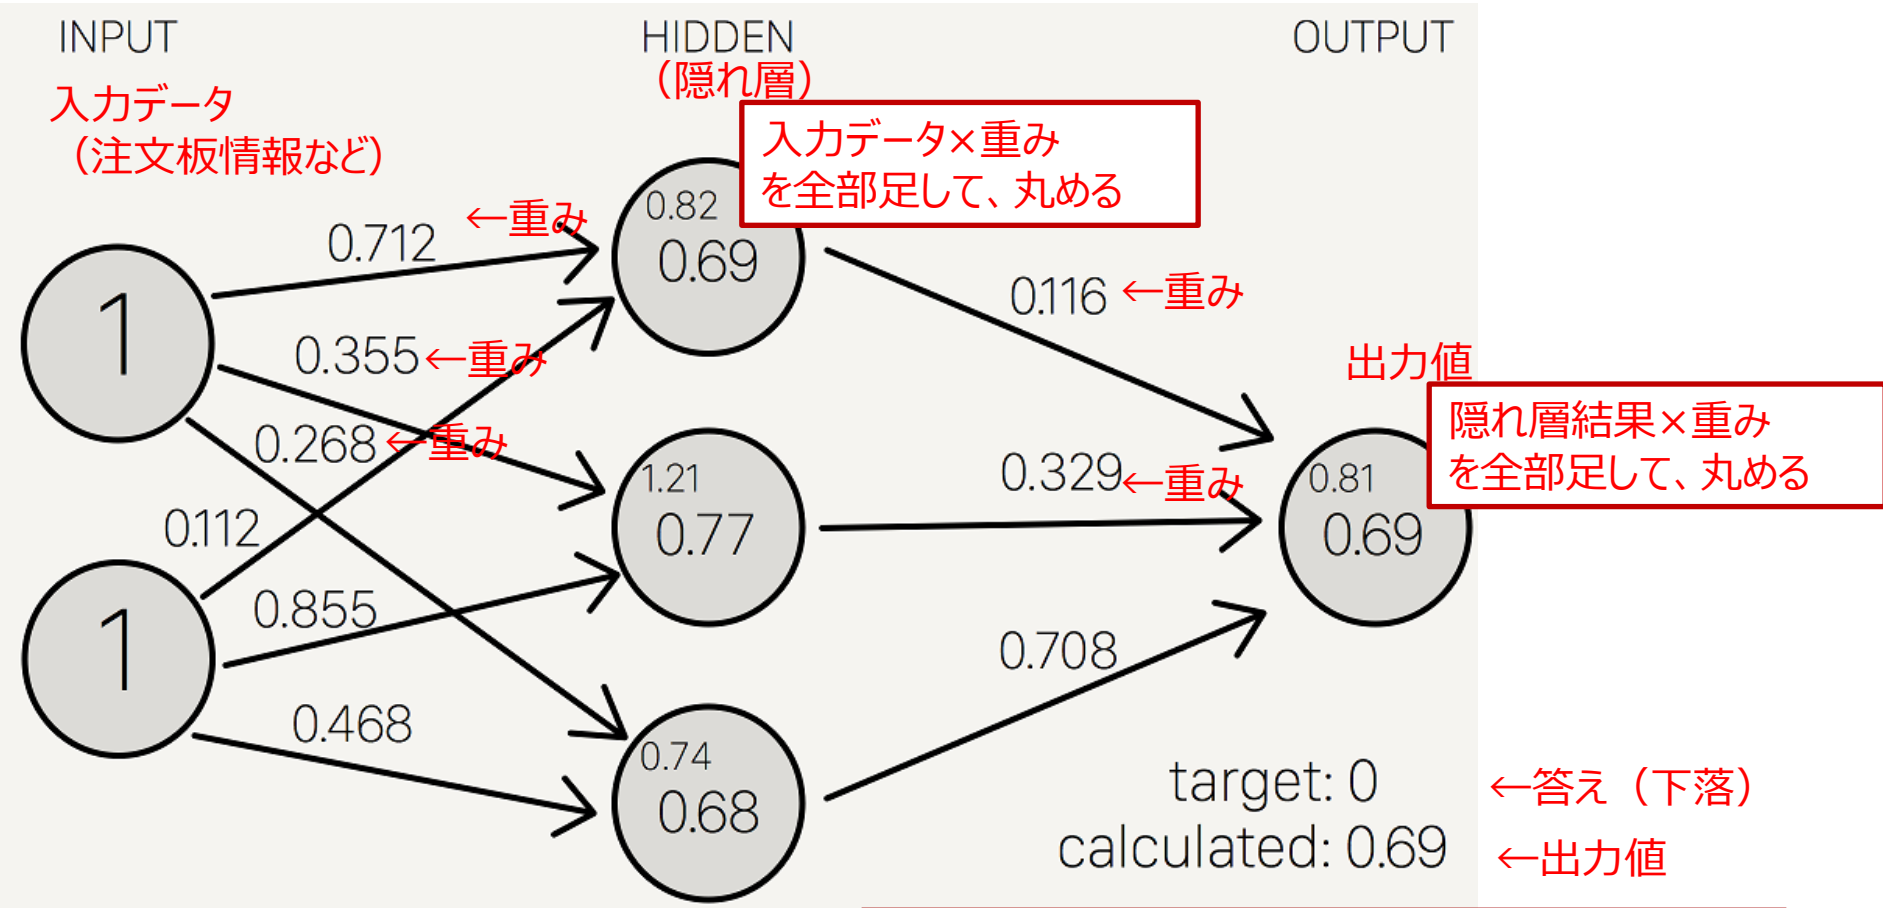 INPUT
HIDDEN
OUTPUT
（隠れ層）
入力データ
（注文板情報など）
入力データ×重み
を全部足して、丸める
0.82
0.69
0.712
←重み
0.355
←重み
0.268
←重み
0.112
0.855
0.468
1
1
1.21
0.77
0.74
0.68
0.116
←重み
0.329
←重み
0.708
出力値
隠れ層結果×重み
を全部足して、丸める
0.81
0.69
target: 0
←答え（下落）
calculated: 0.69
←出力値